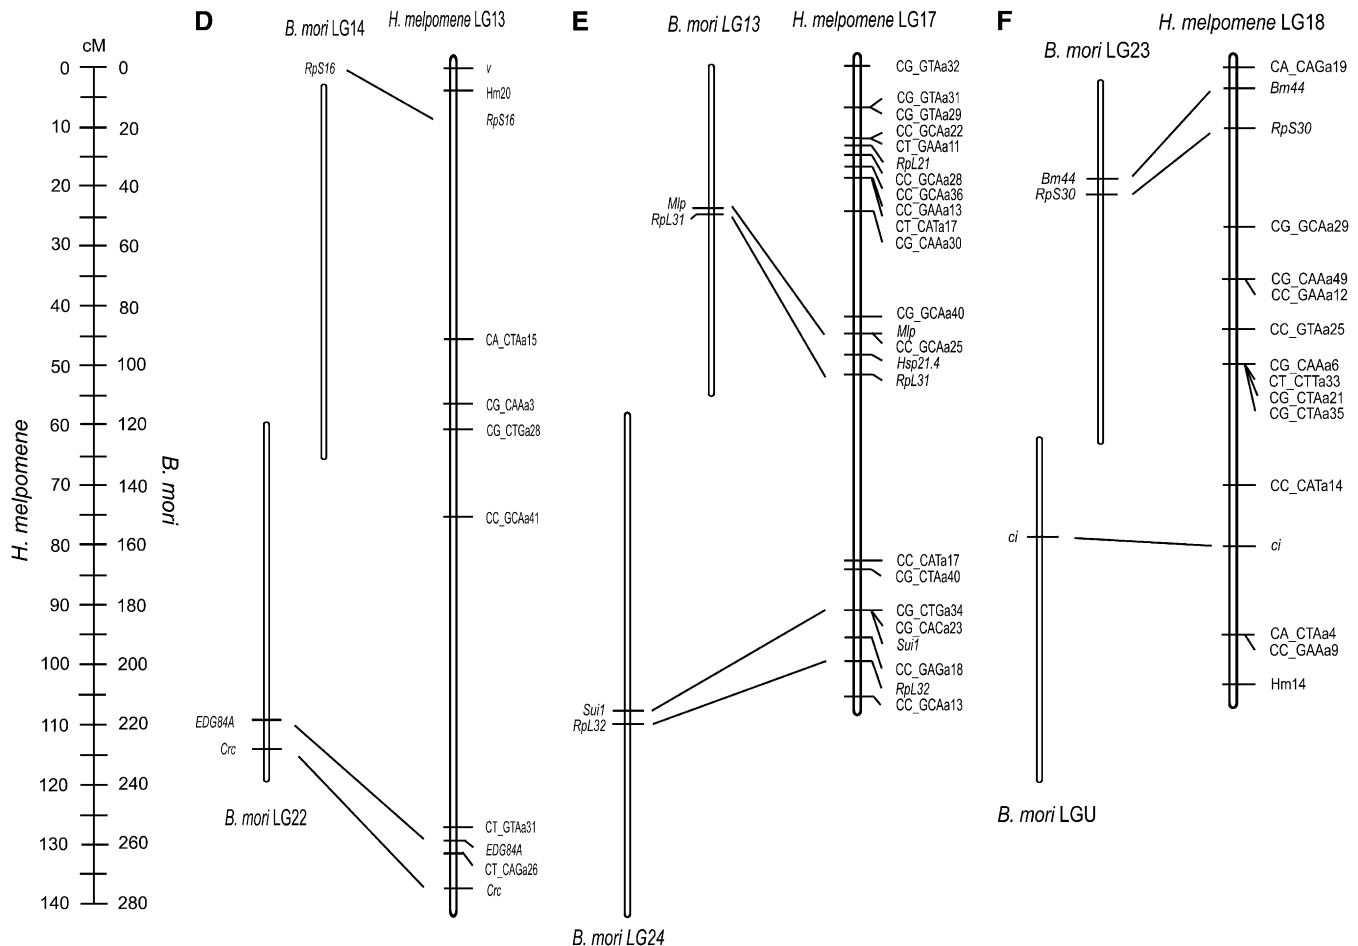 cM
0 0
10 20
20 40
30 60
40 80
50 100
60 120
70 140
80 160
90 180
100 200
110 220
120 240
130 260
140 280
H. melpomene
B. mori
D
B. mori LG14
H. melpomene LG13
RpS16
v
Hm20
RpS16
CA_CTAa15
CG_CAAa3
CG_CTGa28
CC_GCAa41
EDG84A
Crc
B. mori LG22
CT_GTAa31
EDG84A
CT_CAGa26
Crc
E
B. mori LG13
H. melpomene LG17
Mlp
RpL31
CG_GTAa32
CG_GTAa31
CG_GTAa29
CC_GCAa22
CT_GAAa11
RpL21
CC_GCAa28
CC_GCAa36
CC_GAAa13
CT_CATa17
CG_CAAa30
CG_GCAa40
Mlp
CC_GCAa25
Hsp21.4
RpL31
CC_CATa17
CG_CTAa40
CG_CTGa34
CG_CACa23
Sui1
CC_GAGa18
RpL32
CC_GCAa13
Sui1
RpL32
B. mori LG24
F
H. melpomene LG18
B. mori LG23
Bm44
RpS30
CA_CAGa19
Bm44
RpS30
CG_GCAa29
CG_CAAa49
CC_GAAa12
CC_GTAa25
CG_CAAa6
CT_CTTa33
CG_CTAa21
CG_CTAa35
CC_CATa14
ci
ci
CA_CTAa4
CC_GAAa9
Hm14
B. mori LGU